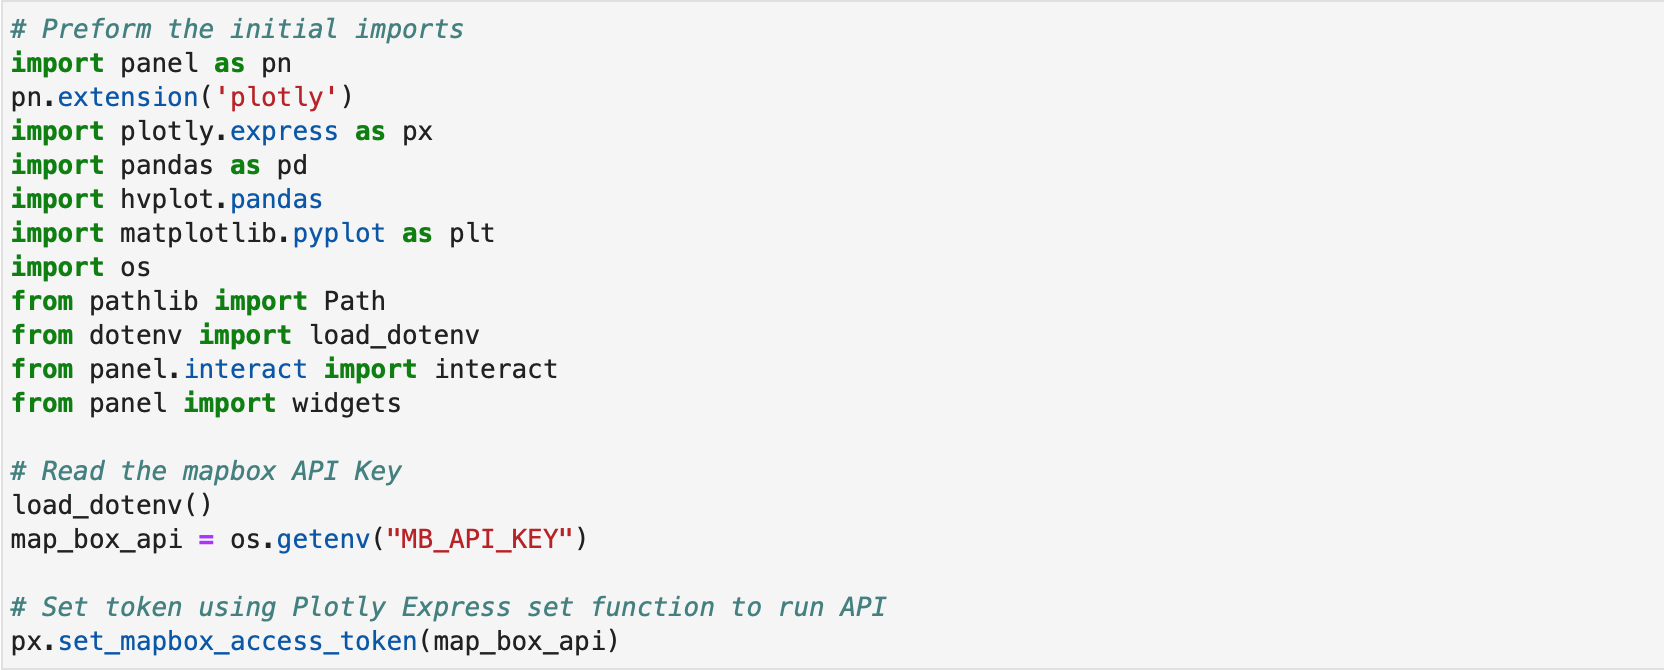 # Preform the initial imports
import panel as pn
pn.extension('plotly')
import plotly.express as px
import pandas as pd
import hvplot.pandas
import matplotlib.pyplot as plt
import os
from pathlib import Path
from dotenv import load_dotenv
from panel.interact import interact
from panel import widgets
# Read the mapbox API Key
load_dotenv()
map_box_api = os.getenv("MB_API_KEY")
# Set token using Plotly Express set function to run API
px.set_mapbox_access_token(map_box_api)